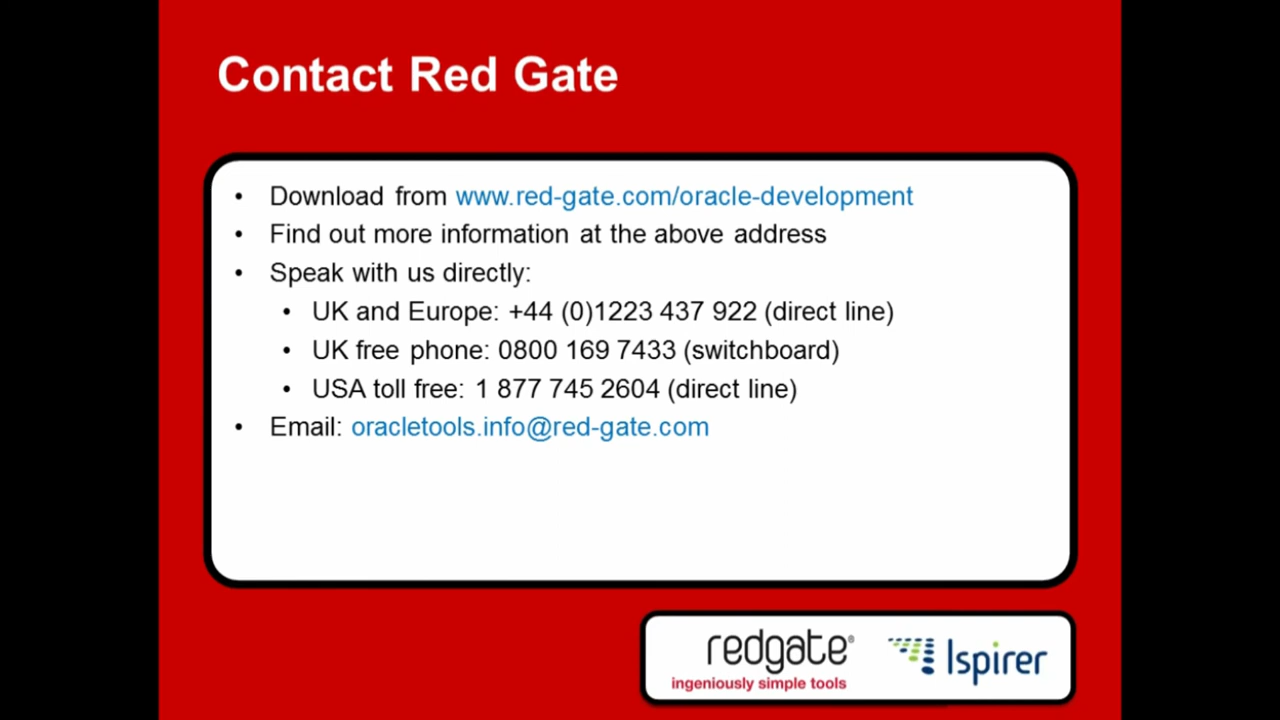 Contact Red Gate
• Download from www.red-gate.com/oracle-development
• Find out more information at the above address
• Speak with us directly:
• UK and Europe: +44 (0)1223 437 922 (direct line)
• UK free phone: 0800 169 7433 (switchboard)
• USA toll free: 1 877 745 2604 (direct line)
• Email: oracletools.info@red-gate.com
redgate®
ingeniously simple tools
Ispirer